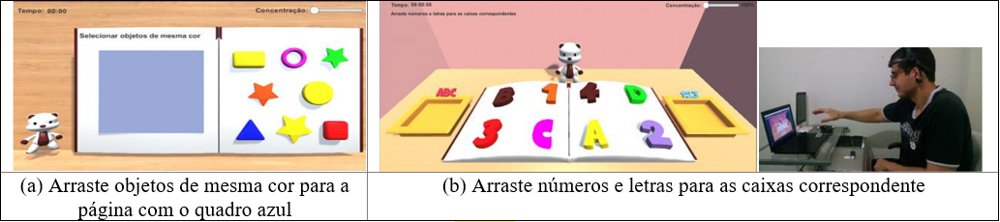 Tempo: 00:00
Concentração:
Selecionar objetos de mesma cor
Tempo: 00:00:06
Concentração: 100%
Arraste números e letras para as caixas correspondentes
ABC
123
B 1 4 D
3 C A 2
(a) Arraste objetos de mesma cor para a
página com o quadro azul
(b) Arraste números e letras para as caixas correspondente